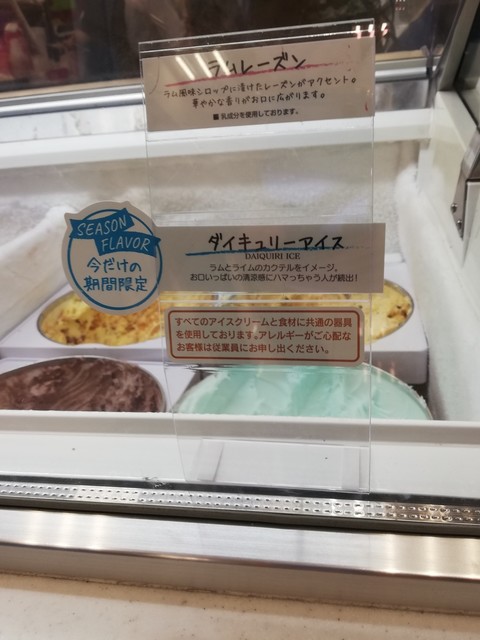 ラムレーズン
ラム風味シロップに漬けたレーズンがアクセント。
華やかな香りがお口に広がります。
■ 乳成分を使用しております。
SEASON
FLAVOR
今だけの
期間限定
ダイキュリーアイス
DAIQUIRI ICE
ラムとライムのカクテルをイメージ。
お口いっぱいの清涼感にハマっちゃう人が続出!
すべてのアイスクリームと食材に共通の器具
を使用しております。アレルギーがご心配な
お客様は従業員にお申し出ください。